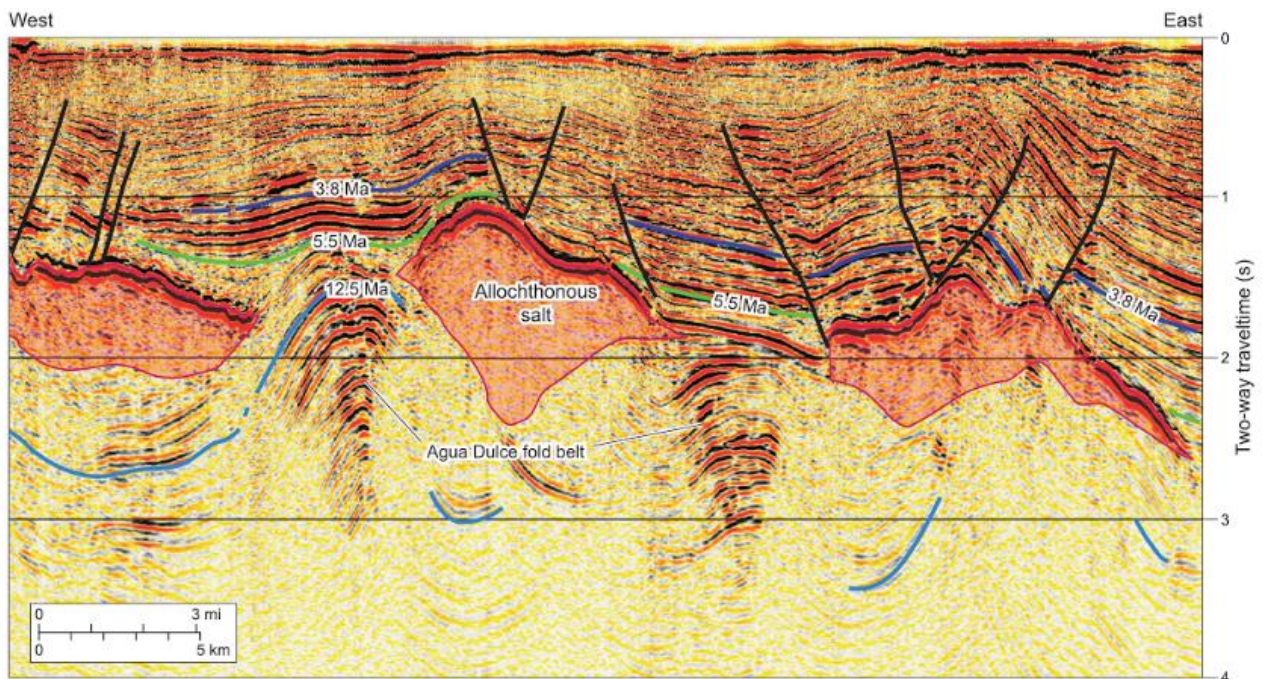 West
East
0
3.8 Ma
1
5.5 Ma
12.5 Ma
Allochthonous
salt
5.5 Ma
3.8 Ma
2
Two-way traveltime (s)
Agua Dulce fold belt
3
0 3 mi
0 5 km
4